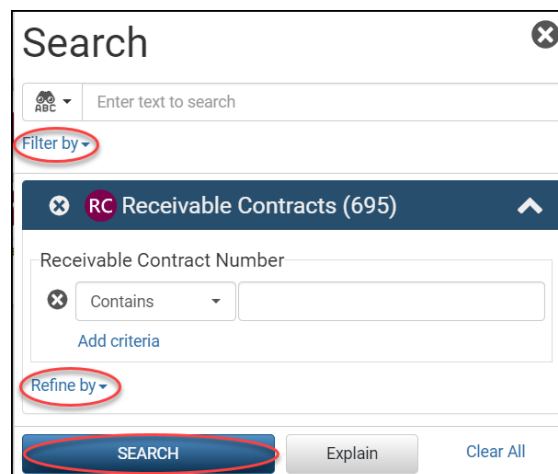 Search
ABC
Enter text to search
Filter by
RC Receivable Contracts (695)
Receivable Contract Number
Contains
Add criteria
Refine by
SEARCH Explain Clear All